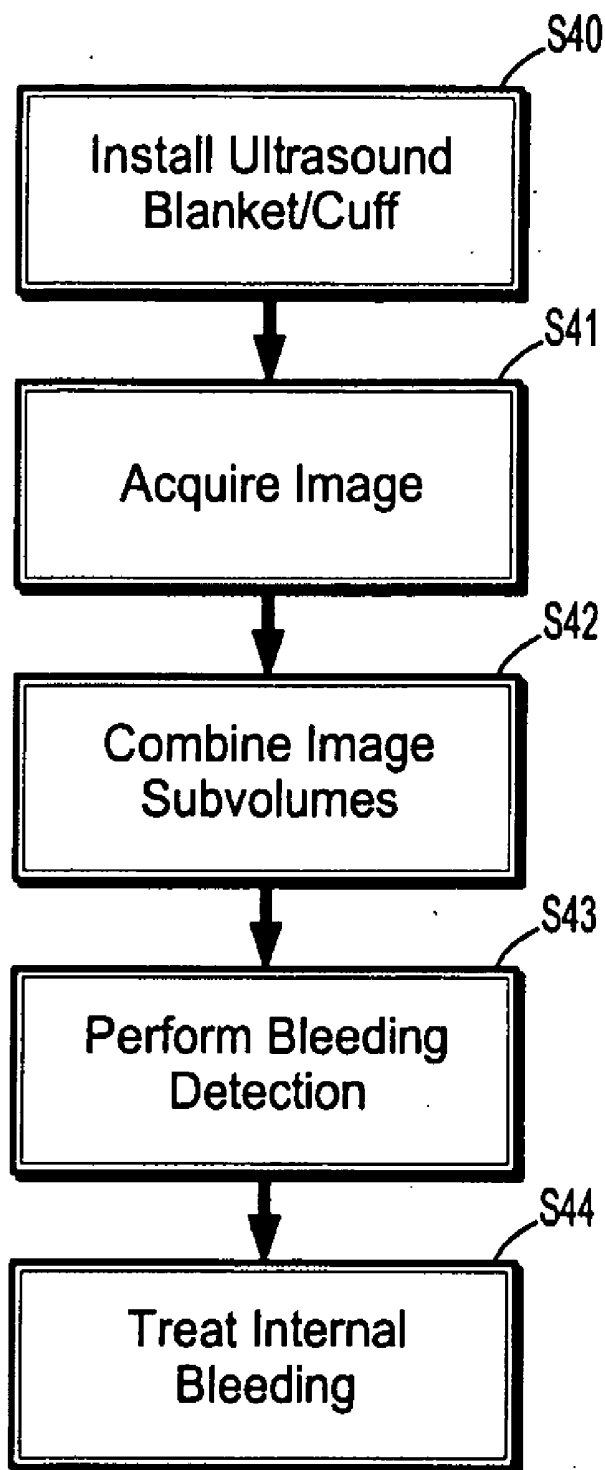 S40
Install Ultrasound
Blanket/Cuff
S41
Acquire Image
S42
Combine Image
Subvolumes
S43
Perform Bleeding
Detection
S44
Treat Internal
Bleeding